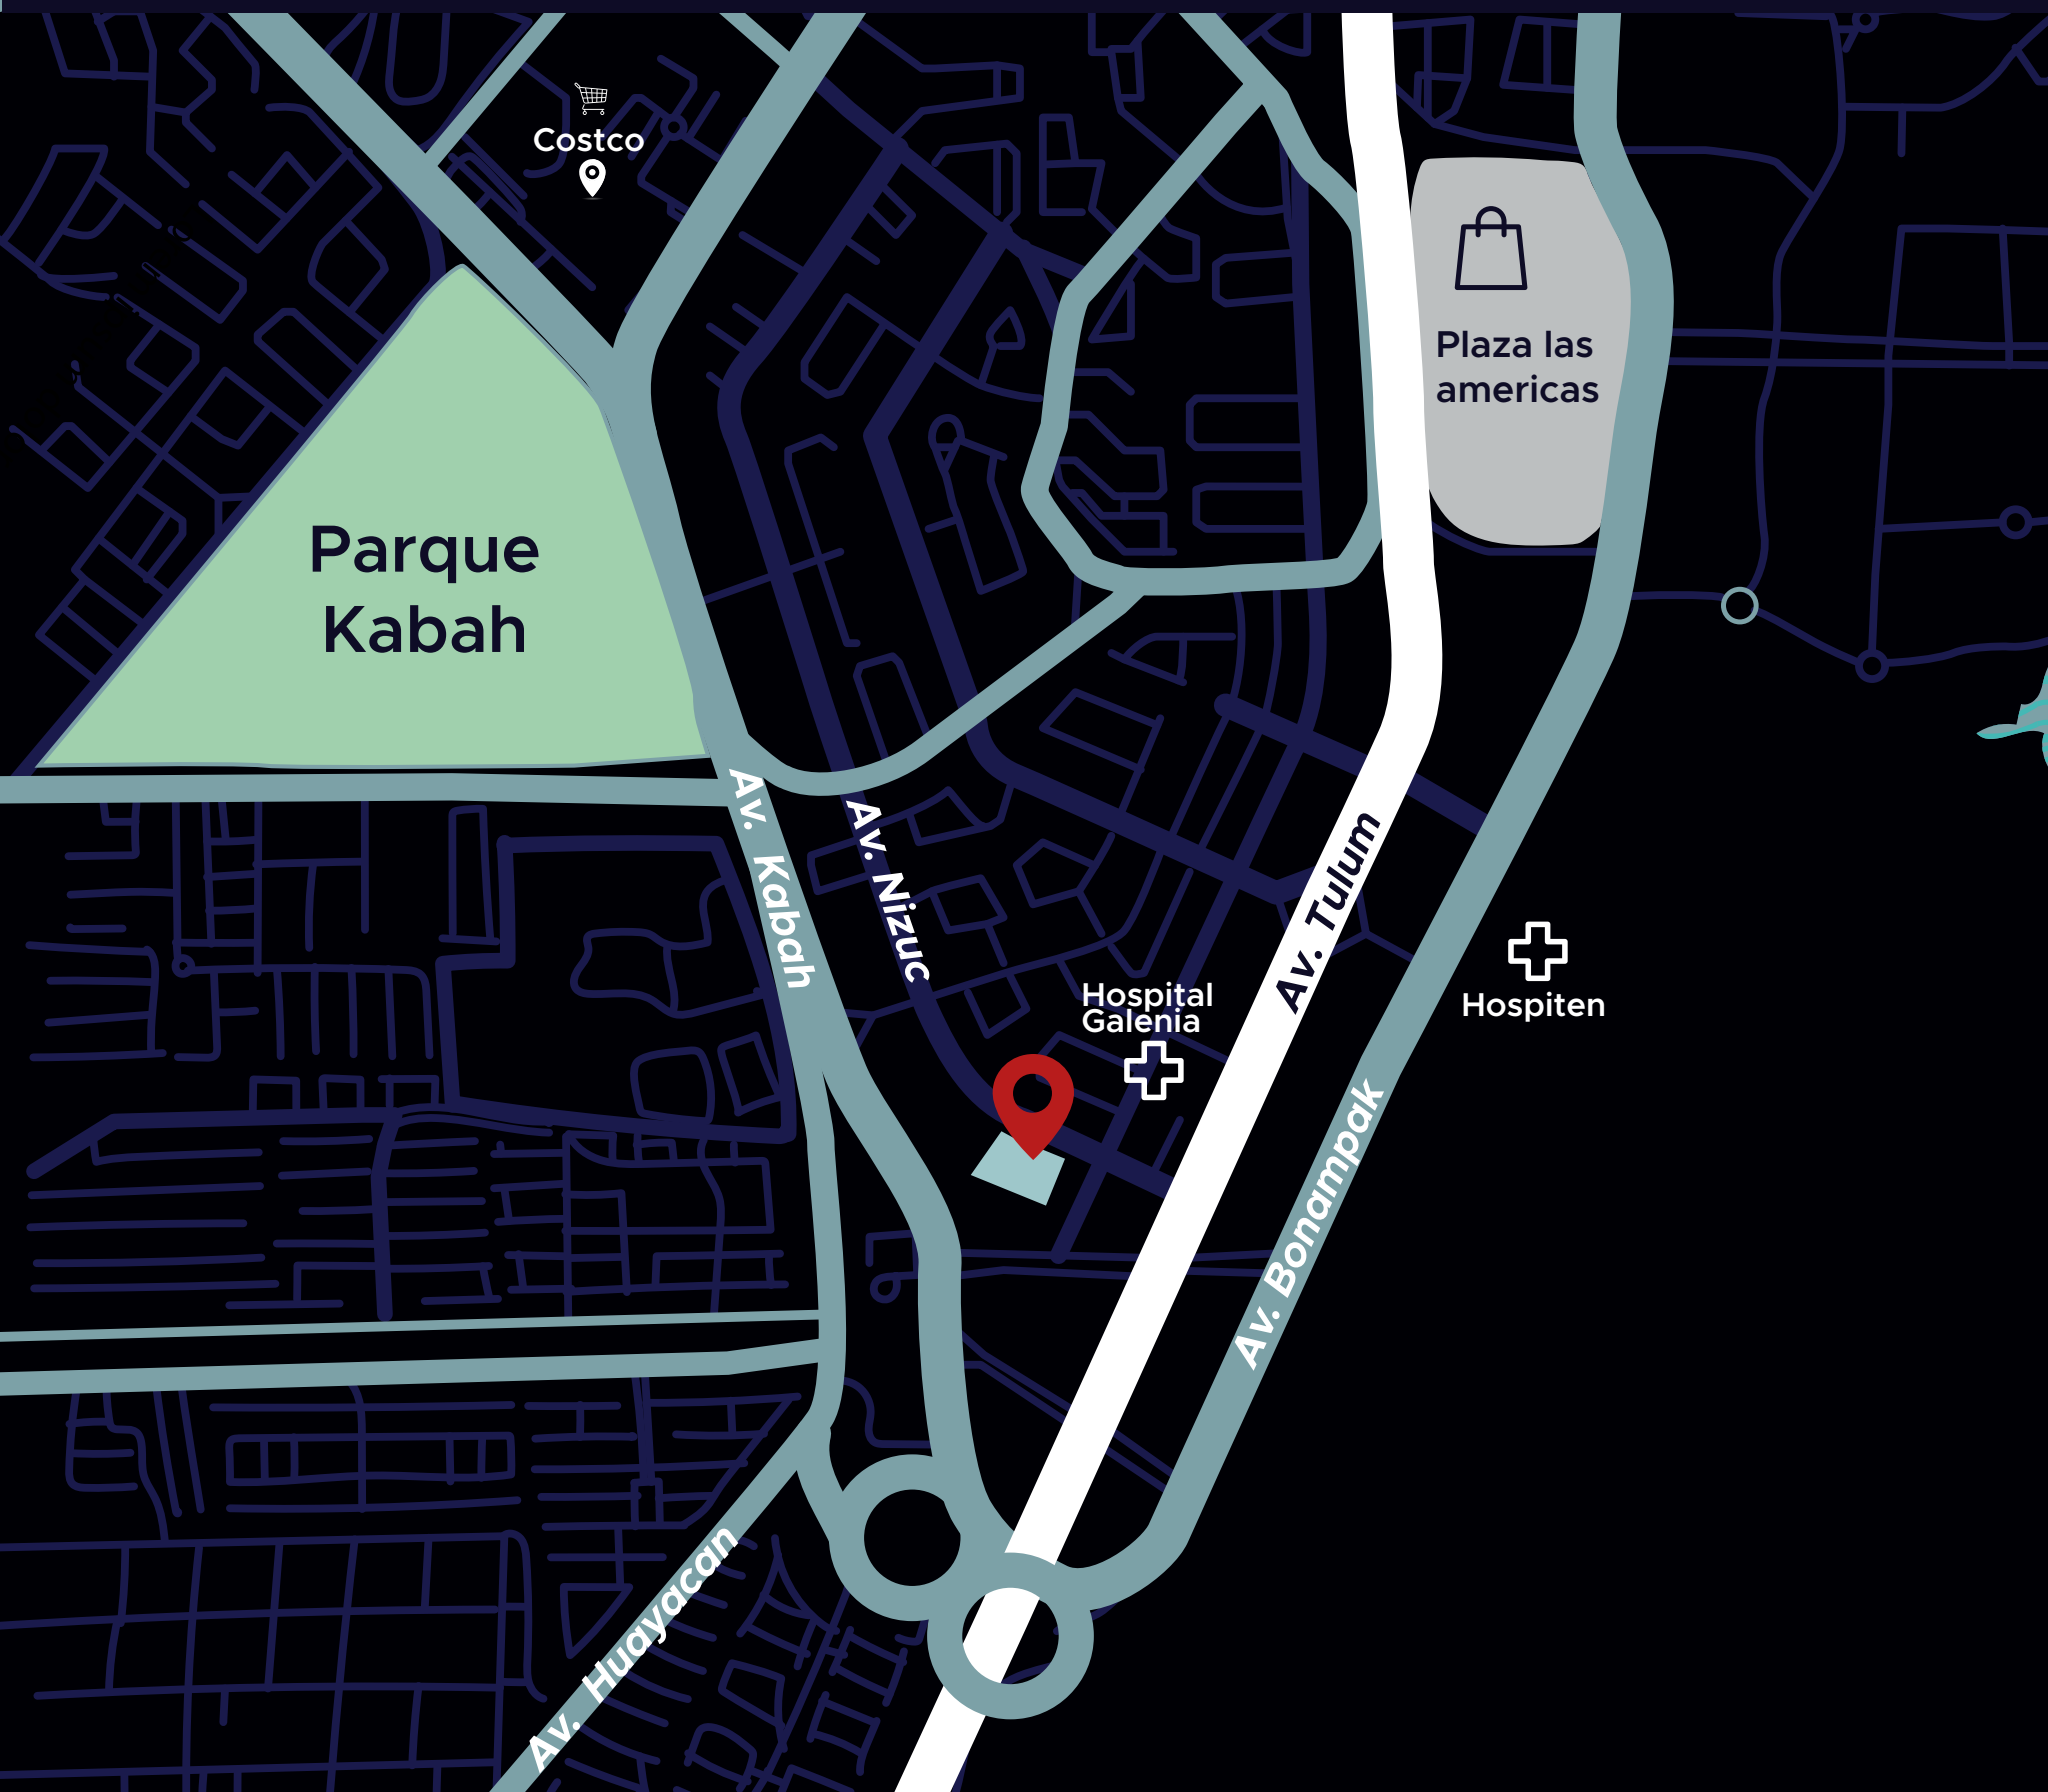 Costco
Plaza las
americas
Parque
Kabah
Av. Kabah
Av. Nizuc
Av. Tulum
Hospital
Galenia
Hospiten
Av. Bonampak
Av. Huayacan